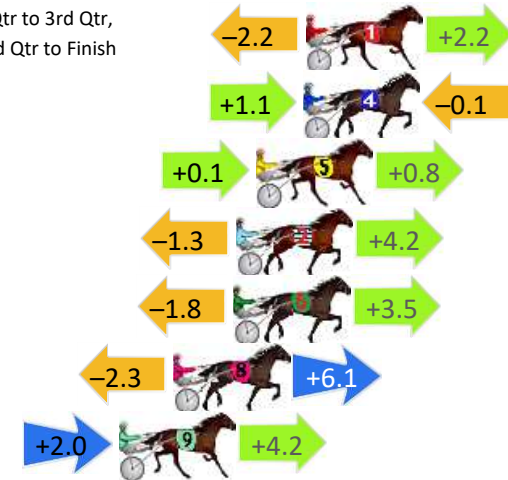 Qtr to 3rd Qtr,
d Qtr to Finish
–2.2 1 +2.2
+1.1 4 –0.1
+0.1 5 +0.8
–1.3 +4.2
–1.8 6 +3.5
–2.3 8 +6.1
+2.0 9 +4.2